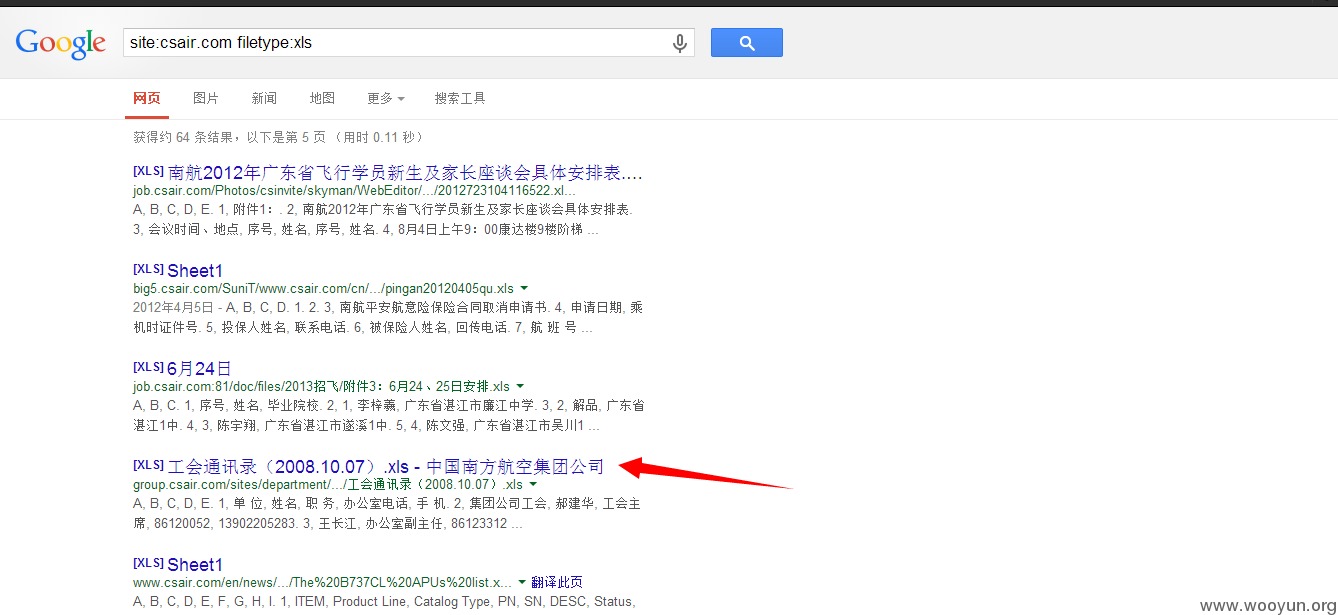 Google
site:csair.com filetype:xls
网页 图片 新闻 地图 更多 搜索工具
获得约 64 条结果，以下是第 5 页 （用时 0.11 秒）
[XLS] 南航2012年广东省飞行学员新生及家长座谈会具体安排表....
job.csair.com/Photos/csinvite/skyman/WebEditor/.../2012723104116522.xl...
A, B, C, D, E. 1, 附件1：. 2, 南航2012年广东省飞行学员新生及家长座谈会具体安排表.
3, 会议时间、地点, 序号, 姓名, 序号, 姓名. 4, 8月4日上午9：00康达楼9楼阶梯 ...
[XLS] Sheet1
big5.csair.com/SuniT/www.csair.com/cn/.../pingan20120405qu.xls
2012年4月5日 - A, B, C, D. 1. 2. 3, 南航平安航意险保险合同取消申请书. 4, 申请日期, 乘
机时证件号. 5, 投保人姓名, 联系电话. 6, 被保险人姓名, 回传电话. 7, 航 班 号 ...
[XLS] 6月24日
job.csair.com:81/doc/files/2013招飞/附件3：6月24、25日安排.xls
A, B, C. 1, 序号, 姓名, 毕业院校. 2, 1, 李梓羲, 广东省湛江市廉江中学. 3, 2, 解品, 广东省
湛江1中. 4, 3, 陈宇翔, 广东省湛江市遂溪1中. 5, 4, 陈文强, 广东省湛江市吴川1 ...
[XLS] 工会通讯录（2008.10.07）.xls - 中国南方航空集团公司
group.csair.com/sites/department/.../工会通讯录（2008.10.07）.xls
A, B, C, D, E. 1, 单 位, 姓名, 职 务, 办公室电话, 手 机. 2, 集团公司工会, 郝建华, 工会主
席, 86120052, 13902205283. 3, 王长江, 办公室副主任, 86123312 ...
[XLS] Sheet1
www.csair.com/en/news/.../The%20B737CL%20APUs%20list.x... 翻译此页
A, B, C, D, E, F, G, H, I. 1, ITEM, Product Line, Catalog Type, PN, SN, DESC, Status,
www.wooyun.org